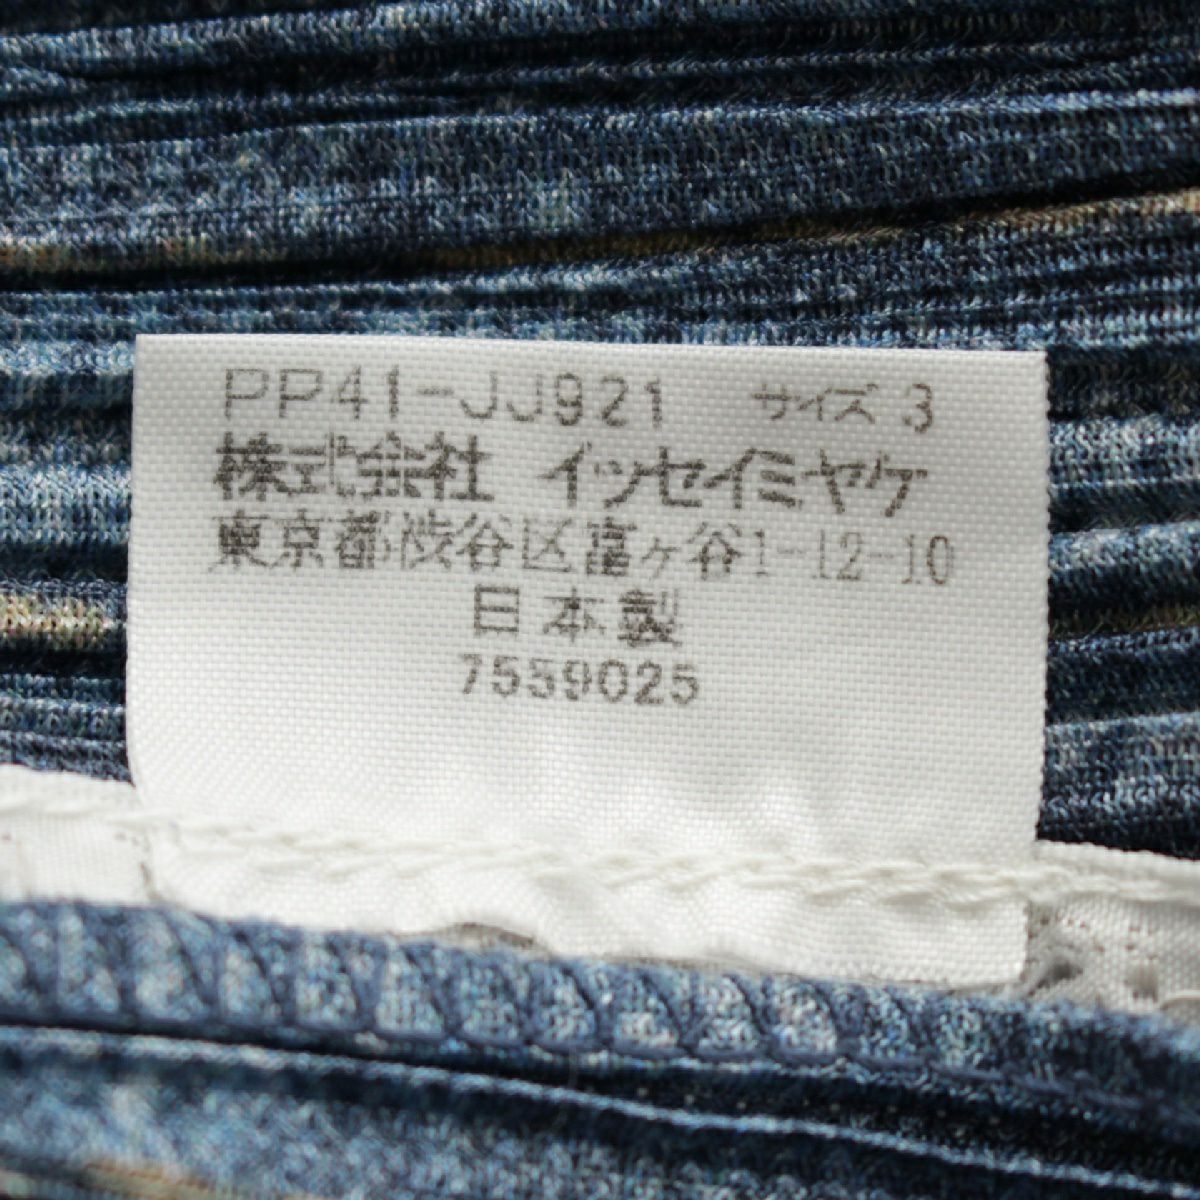 PP41-JJ921 サイズ 3
株式会社 イッセイミヤケ
東京都渋谷区富ヶ谷1-12-10
日本製
7559025